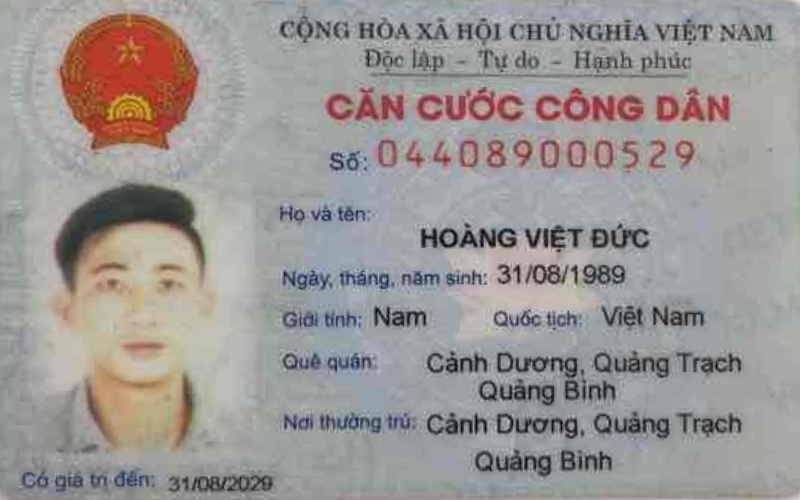 CỘNG HÒA XÃ HỘI CHỦ NGHĨA VIỆT NAM
Độc lập - Tự do - Hạnh phúc
CĂN CƯỚC CÔNG DÂN
Số: 044089000529
Họ và tên:
HOÀNG VIỆT ĐỨC
Ngày, tháng, năm sinh: 31/08/1989
Giới tính: Nam Quốc tịch: Việt Nam
Quê quán: Cảnh Dương, Quảng Trạch
Quảng Bình
Nơi thường trú: Cảnh Dương, Quảng Trạch
Quảng Bình
Có giá trị đến: 31/08/2029